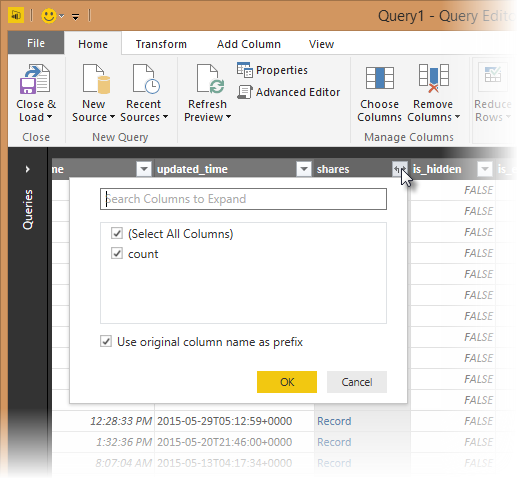 Query1 - Query Edito
File Home Transform Add Column View
Close & Load
New Source
Recent Sources
Refresh Preview
Properties
Advanced Editor
Choose Columns
Remove Columns
Reduce Rows
Close
New Query
Manage Columns
Queries
me updated_time shares is_hidden is_
Search Columns to Expand
(Select All Columns)
count
Use original column name as prefix
OK Cancel
FALSE
FALSE
FALSE
FALSE
FALSE
FALSE
FALSE
FALSE
FALSE
FALSE
FALSE
12:28:33 PM 2015-05-29T05:12:59+0000 Record FALSE
1:32:36 PM 2015-05-20T21:46:00+0000 Record FALSE
8:07:04 AM 2015-05-13T04:17:34+0000 Record FALSE